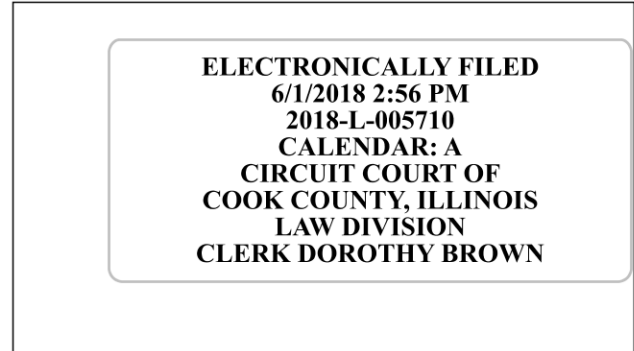 ELECTRONICALLY FILED
6/1/2018 2:56 PM
2018-L-005710
CALENDAR: A
CIRCUIT COURT OF
COOK COUNTY, ILLINOIS
LAW DIVISION
CLERK DOROTHY BROWN